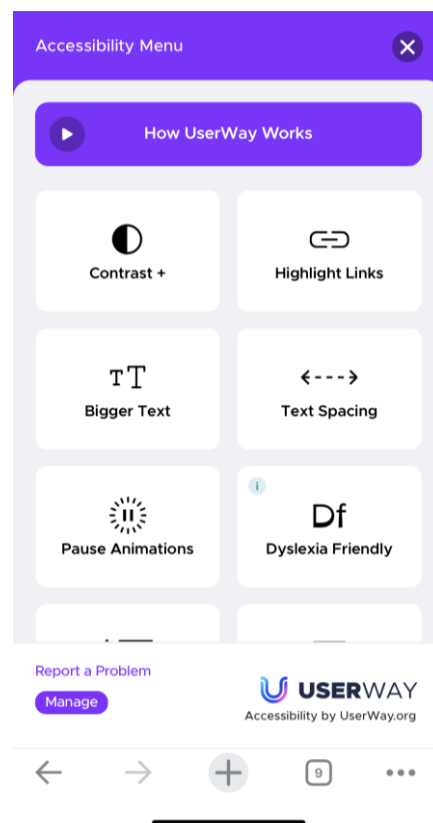 Accessibility Menu
How UserWay Works
Contrast +
Highlight Links
Bigger Text
Text Spacing
Pause Animations
Df
Dyslexia Friendly
Report a Problem
Manage
USERWAY
Accessibility by UserWay.org
9